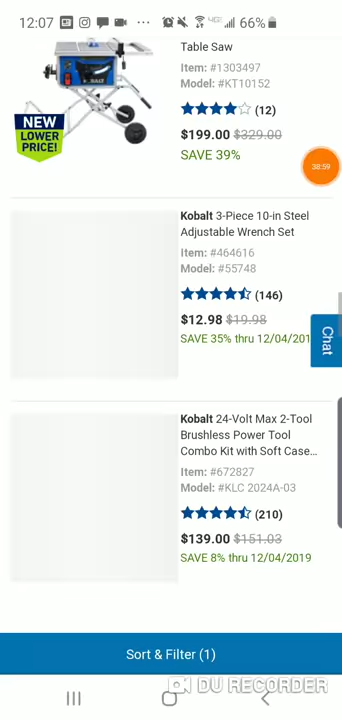 12:07
66%
Table Saw
Item: #1303497
Model: #KT10152
(12)
$199.00 $329.00
SAVE 39%
NEW
LOWER
PRICE!
38:59
Kobalt 3-Piece 10-in Steel
Adjustable Wrench Set
Item: #464616
Model: #55748
(146)
$12.98 $19.98
SAVE 35% thru 12/04/201
Chat
Kobalt 24-Volt Max 2-Tool
Brushless Power Tool
Combo Kit with Soft Case...
Item: #672827
Model: #KLC 2024A-03
(210)
$139.00 $151.03
SAVE 8% thru 12/04/2019
Sort & Filter (1)
DU RECORDER